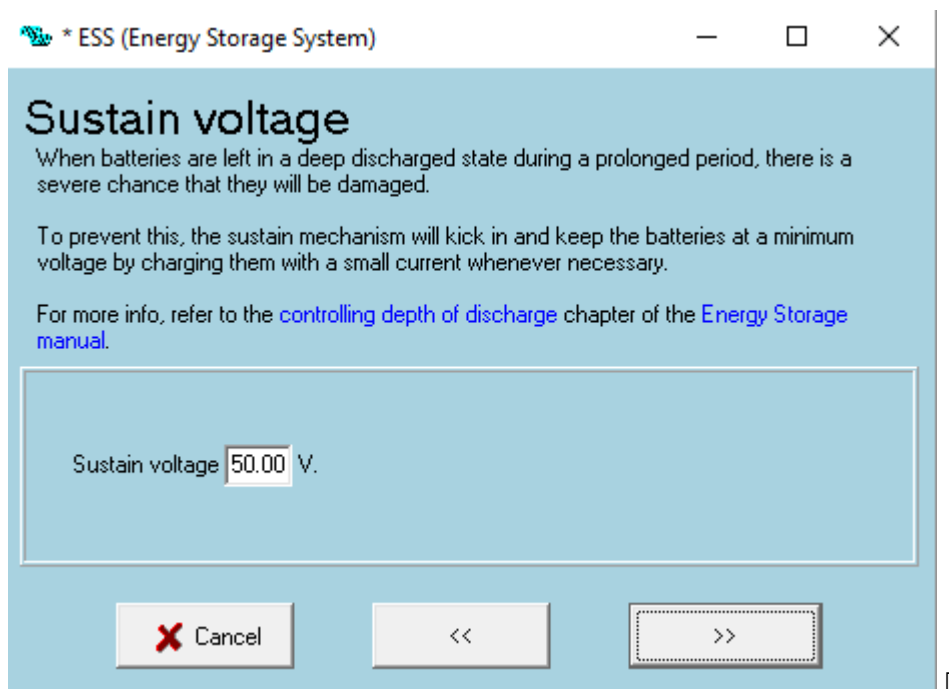 * ESS (Energy Storage System)
Sustain voltage
When batteries are left in a deep discharged state during a prolonged period, there is a
severe chance that they will be damaged.
To prevent this, the sustain mechanism will kick in and keep the batteries at a minimum
voltage by charging them with a small current whenever necessary.
For more info, refer to the controlling depth of discharge chapter of the Energy Storage
manual.
Sustain voltage 50.00 V.
Cancel << >>